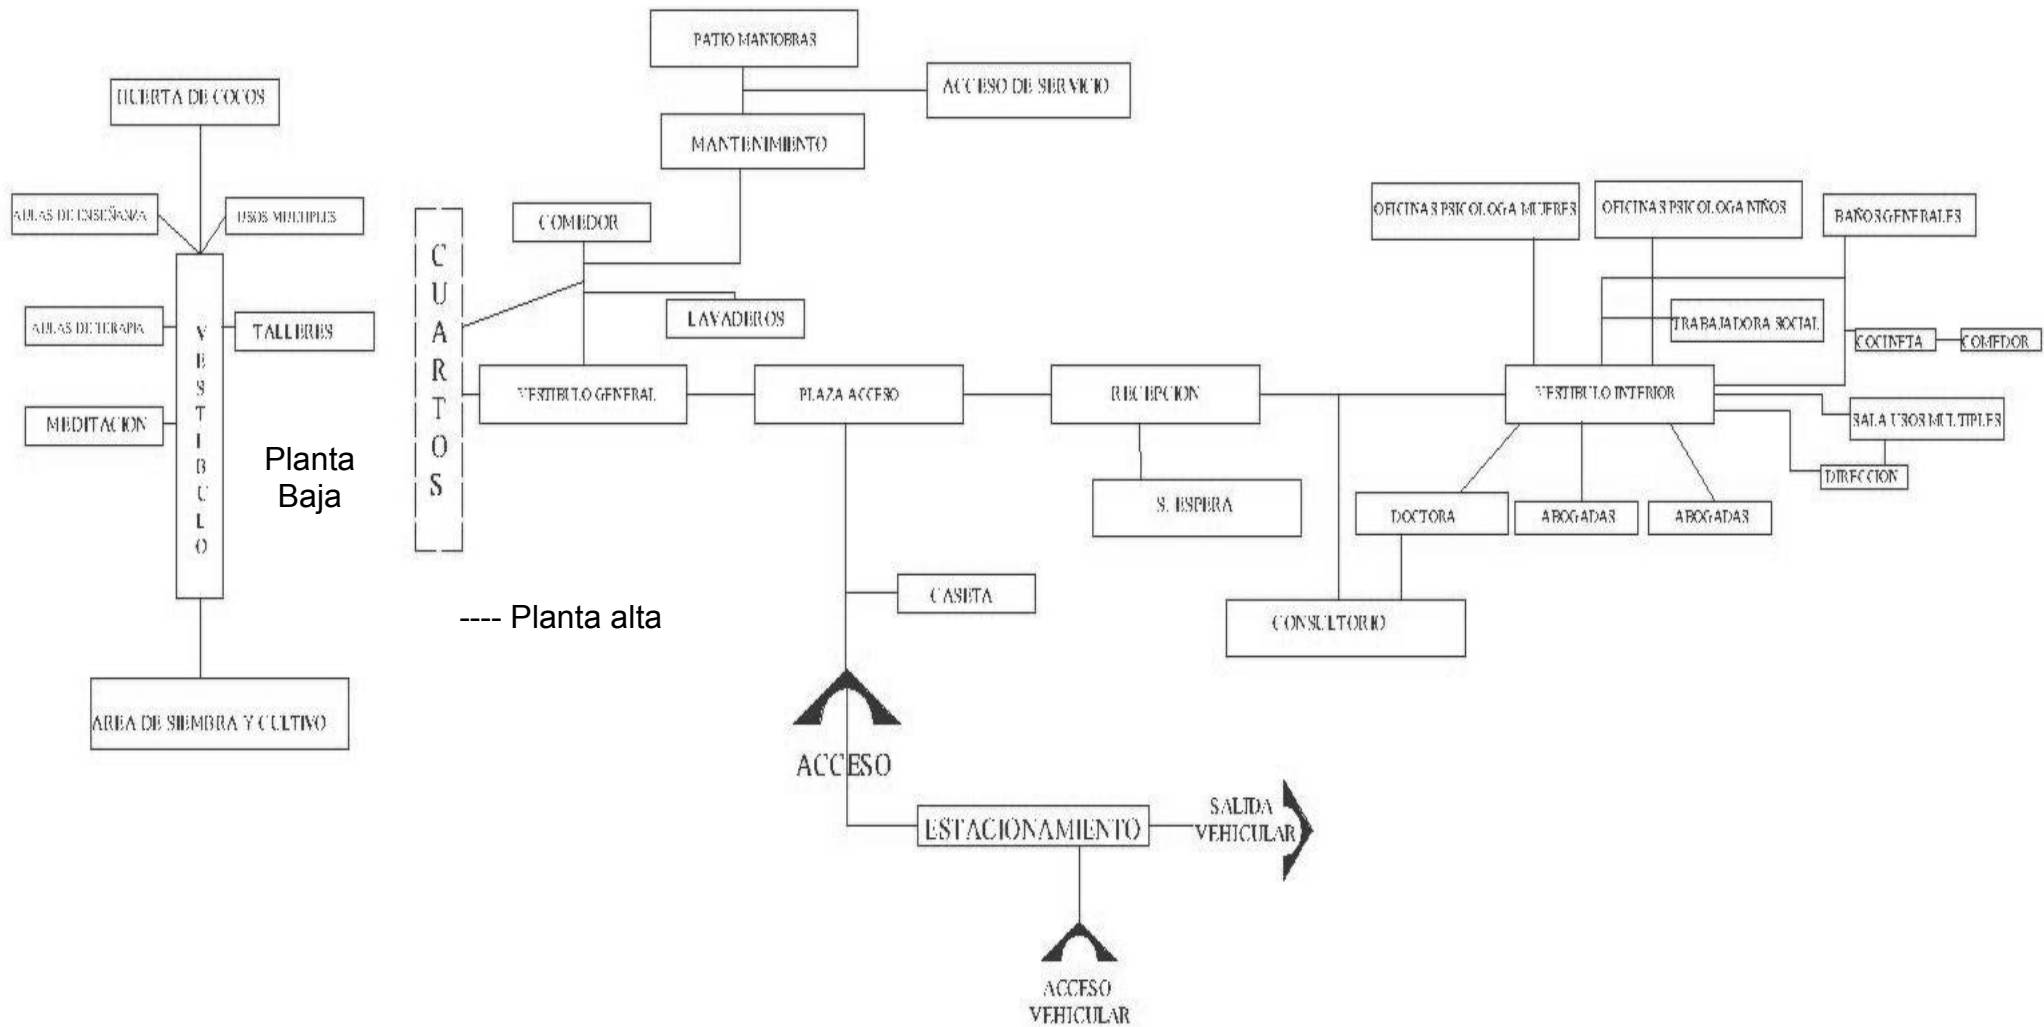 PATIO MANIOBRAS
ACCESO DE SERVICIO
HUERTA DE COCOS
MANTENIMIENTO
AULAS DE ENSEÑANZA
USOS MULTIPLES
COMEDOR
OFICINAS PSICOLOGA MUJERES
OFICINAS PSICOLOGA NIÑOS
BAÑOS GENERALES
AULAS DE TERAPIA
TALLERES
LAVADEROS
TRABAJADORA SOCIAL
COCINETA
COMEDOR
MEDITACION
VESTIBULO
CUARTOS
VESTIBULO GENERAL
PLAZA ACCESO
RECEPCION
VESTIBULO INTERIOR
SALA USOS MULTIPLES
DIRECCION
Planta
Baja
S. ESPERA
DOCTORA
ABOGADAS
ABOGADAS
CASETA
---- Planta alta
CONSULTORIO
AREA DE SIEMBRA Y CULTIVO
ACCESO
ESTACIONAMIENTO
SALIDA
VEHICULAR
ACCESO
VEHICULAR